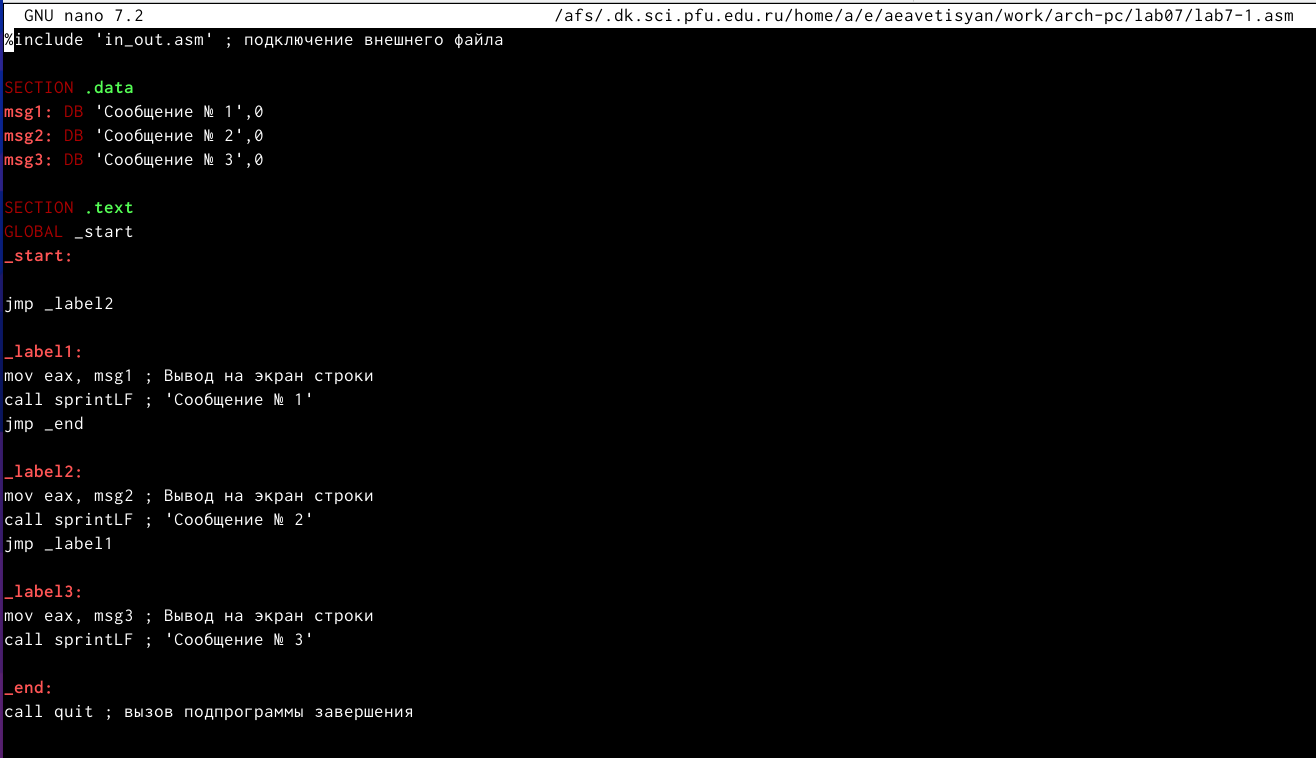 GNU nano 7.2 /afs/.dk.sci.pfu.edu.ru/home/a/e/aeavetisyan/work/arch-pc/lab07/lab7-1.asm
%include 'in_out.asm' ; подключение внешнего файла
SECTION .data
msg1: DB 'Сообщение № 1',0
msg2: DB 'Сообщение № 2',0
msg3: DB 'Сообщение № 3',0
SECTION .text
GLOBAL _start
_start:
jmp _label2
_label1:
mov eax, msg1 ; Вывод на экран строки
call sprintLF ; 'Сообщение № 1'
jmp _end
_label2:
mov eax, msg2 ; Вывод на экран строки
call sprintLF ; 'Сообщение № 2'
jmp _label1
_label3:
mov eax, msg3 ; Вывод на экран строки
call sprintLF ; 'Сообщение № 3'
_end:
call quit ; вызов подпрограммы завершения